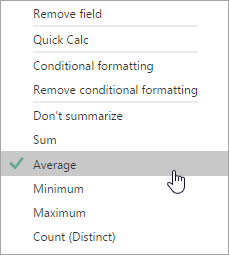 Remove field
Quick Calc
Conditional formatting
Remove conditional formatting
Don't summarize
Sum
Average
Minimum
Maximum
Count (Distinct)